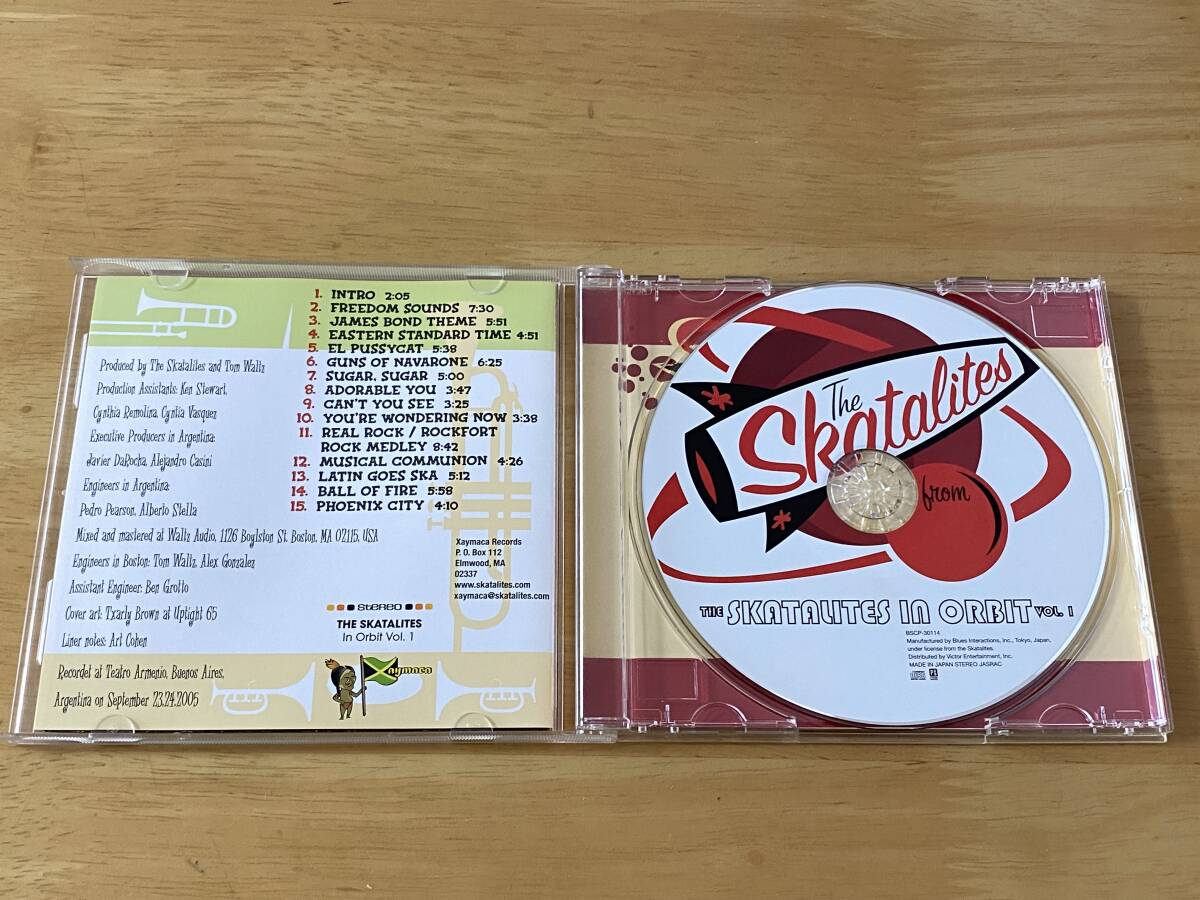 1. INTRO 2:05
2. FREEDOM SOUNDS 7:30
3. JAMES BOND THEME 5:51
4. EASTERN STANDARD TIME 4:51
5. EL PUSSYCAT 5:38
6. GUNS OF NAVARONE 6:25
7. SUGAR, SUGAR 5:00
8. ADORABLE YOU 3:47
9. CAN'T YOU SEE 3:25
10. YOU'RE WONDERING NOW 3:38
11. REAL ROCK / ROCKFORT
ROCK MEDLEY 8:42
12. MUSICAL COMMUNION 4:26
13. LATIN GOES SKA 5:12
14. BALL OF FIRE 5:58
15. PHOENIX CITY 4:10
Produced by The Skatalites and Tom Waltz
Production Assistants: Ken Stewart,
Cynthia Remolina, Cyntia Vasquez
Executive Producers in Argentina:
Javier DaRocha, Alejandro Casini
Engineers in Argentina:
Pedro Pearson, Alberto Stella
Mixed and mastered at Waltz Audio, 1126 Boylston St. Boston, MA 02115, USA
Engineers in Boston: Tom Waltz, Alex Gonzalez
Assistant Engineer: Ben Grotto
Cover art: Txarly Brown at Uptight 65
Liner notes: Art Cohen
Recordet at Teatro Armenio, Buenos Aires,
Argentina on September 23.24.2005
Xaymaca Records
P. O. Box 112
Elmwood, MA
02337
www.skatalites.com
xaymaca@skatalites.com
stereo
THE SKATALITES
In Orbit Vol. 1
Xaymaca
The
Skatalites
from
THE SKATALITES IN ORBIT VOL. 1
BSCP-30114
Manufactured by Blues Interactions, Inc., Tokyo, Japan,
under license from the Skatalites.
Distributed by Victor Entertainment, Inc.
MADE IN JAPAN STEREO JASRAC